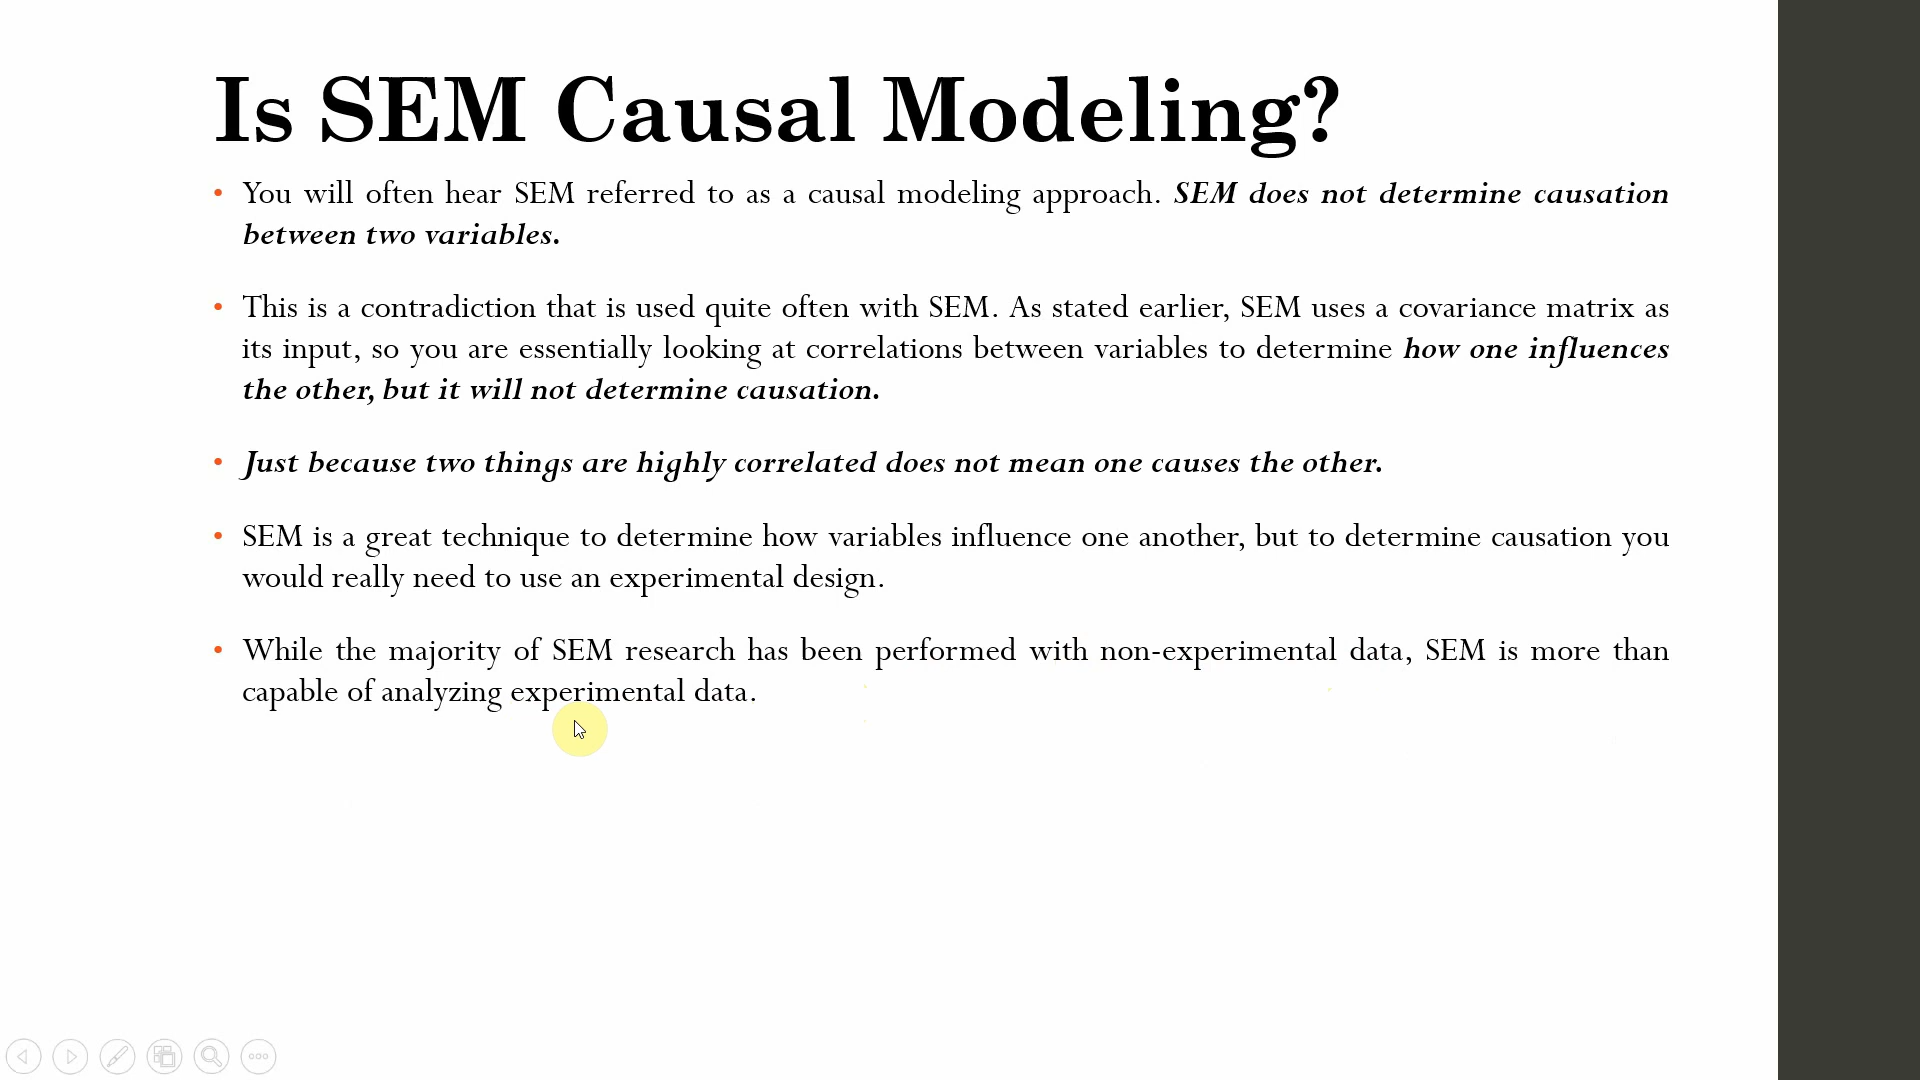 Is SEM Causal Modeling?
• You will often hear SEM referred to as a causal modeling approach. SEM does not determine causation
between two variables.
• This is a contradiction that is used quite often with SEM. As stated earlier, SEM uses a covariance matrix as
its input, so you are essentially looking at correlations between variables to determine how one influences
the other, but it will not determine causation.
• Just because two things are highly correlated does not mean one causes the other.
• SEM is a great technique to determine how variables influence one another, but to determine causation you
would really need to use an experimental design.
• While the majority of SEM research has been performed with non-experimental data, SEM is more than
capable of analyzing experimental data.